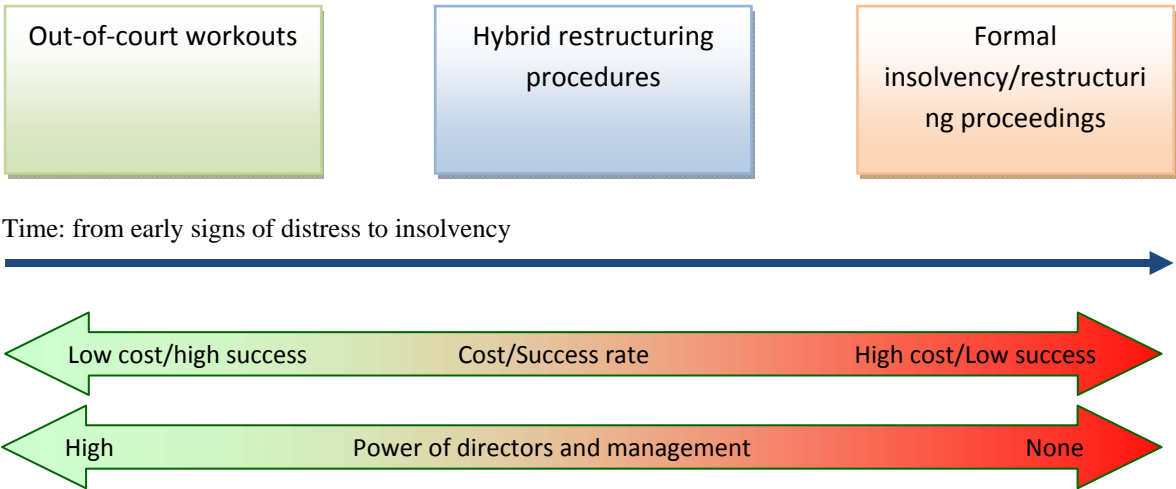 Out-of-court workouts
Hybrid restructuring
procedures
Formal
insolvency/restructuri
ng proceedings
Time: from early signs of distress to insolvency
Low cost/high success
Cost/Success rate
High cost/Low success
High
Power of directors and management
None